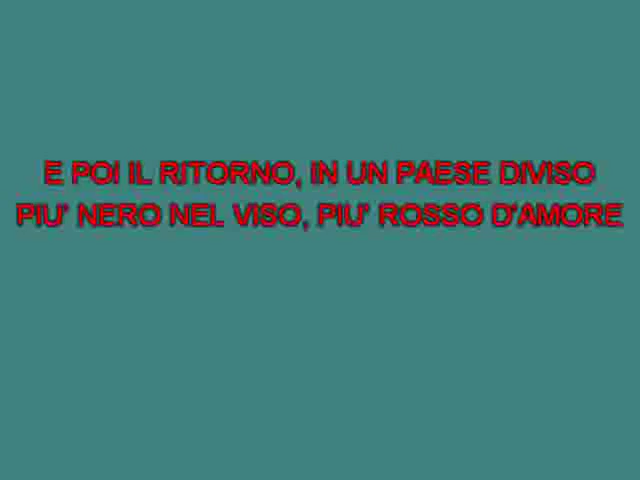 E POI IL RITORNO, IN UN PAESE DIVISO
PIU' NERO NEL VISO, PIU' ROSSO D'AMORE